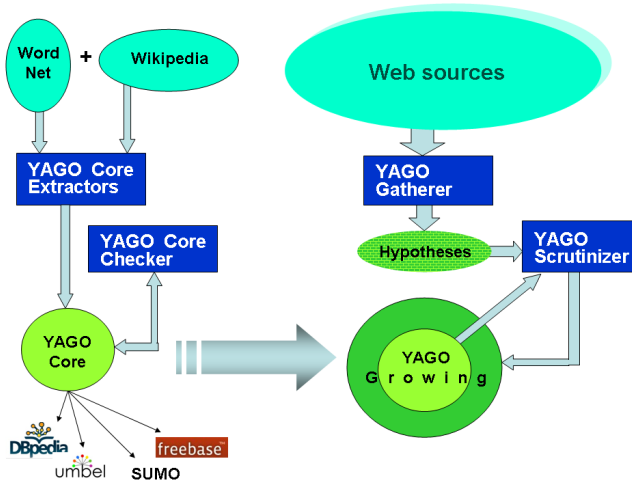 Word
Net
+
Wikipedia
YAGO Core
Extractors
YAGO Core
Checker
YAGO
Core
DBpedia
umbel
SUMO
freebase™
Web sources
YAGO
Gatherer
Hypotheses
YAGO
Scrutinizer
YAGO
G r o w i n g